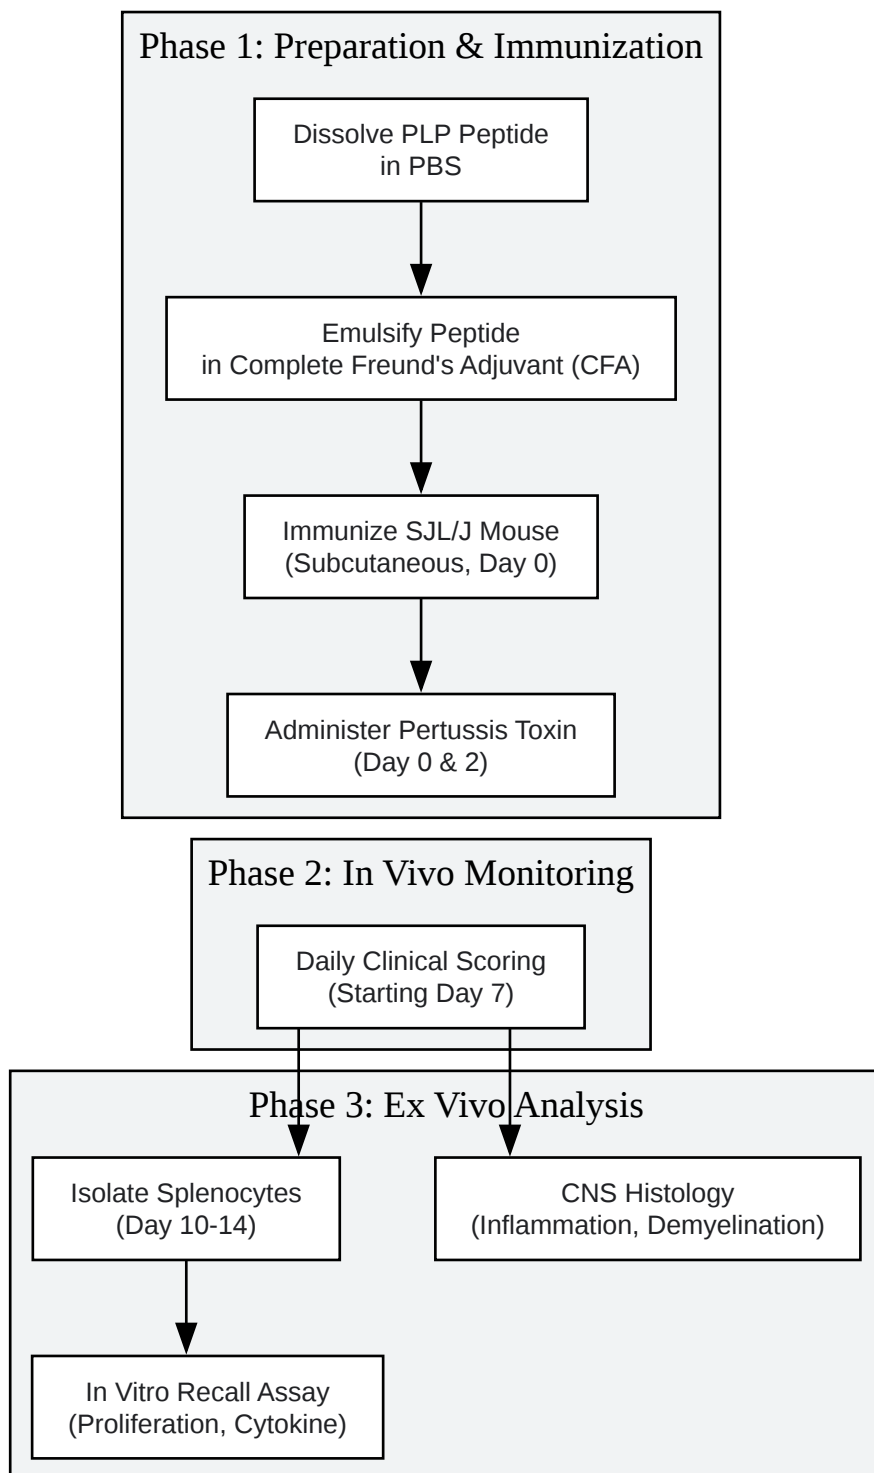 Phase 1: Preparation & Immunization
Dissolve PLP Peptide
in PBS
Emulsify Peptide
in Complete Freund's Adjuvant (CFA)
Immunize SJL/J Mouse
(Subcutaneous, Day 0)
Administer Pertussis Toxin
(Day 0 & 2)
Phase 2: In Vivo Monitoring
Daily Clinical Scoring
(Starting Day 7)
Phase 3: Ex Vivo Analysis
Isolate Splenocytes
(Day 10-14)
CNS Histology
(Inflammation, Demyelination)
In Vitro Recall Assay
(Proliferation, Cytokine)